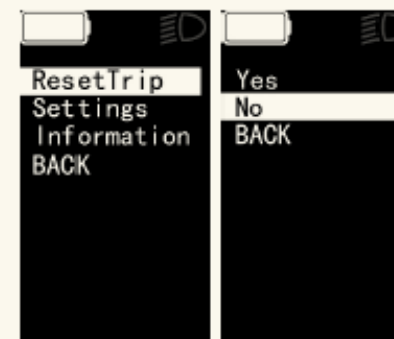 ResetTrip
Settings
Information
BACK
Yes
No
BACK